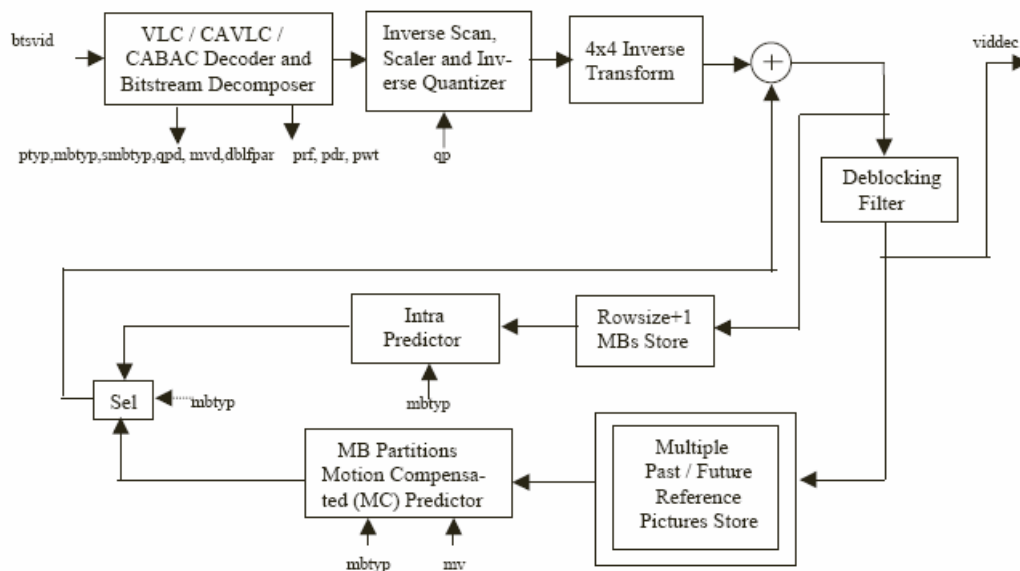 btsvid
VLC / CAVLC /
CABAC Decoder and
Bitstream Decomposer
Inverse Scan,
Scaler and Inv-
erse Quantizer
4x4 Inverse
Transform
+
viddec
ptyp,mbtyp,smbtyp,qpd, mvd,dblfpar
prf, pdr, pwt
qp
Deblocking
Filter
Intra
Predictor
Rowsize+1
MBs Store
Sel
mbtyp
mbtyp
MB Partitions
Motion Compensa-
ted (MC) Predictor
Multiple
Past / Future
Reference
Pictures Store
mbtyp
mv